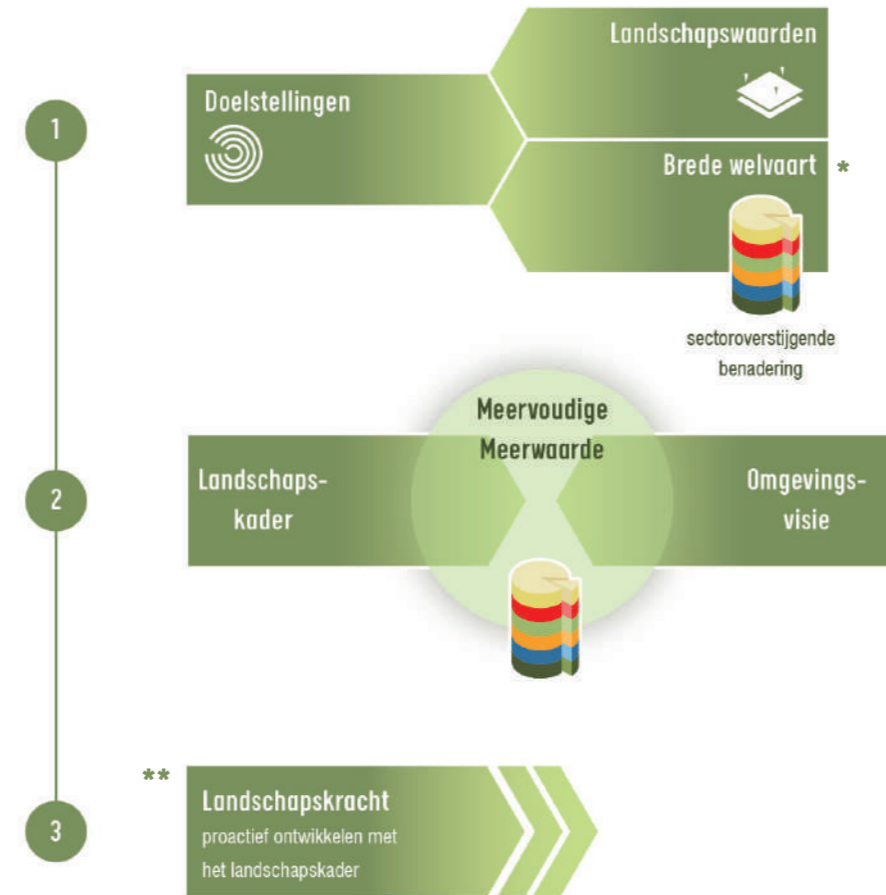 1
Doelstellingen
Landschapswaarden
Brede welvaart *
sectoroverstijgende
benadering
2
Meervoudige
Meerwaarde
Landschaps-
kader
Omgevings-
visie
**
3
Landschapskracht
proactief ontwikkelen met
het landschapskader